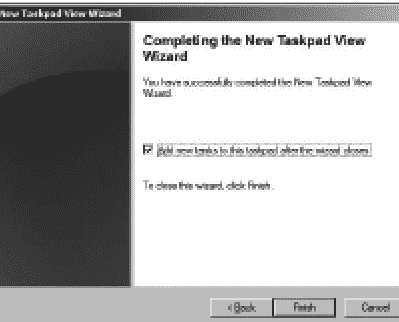 New Taskpad View Wizard
Completing the New Taskpad View
Wizard
You have successfully completed the New Taskpad View
Wizard.
Add new tasks to this taskpad after the wizard closes.
To close this wizard, click Finish.
< Back
Finish
Cancel